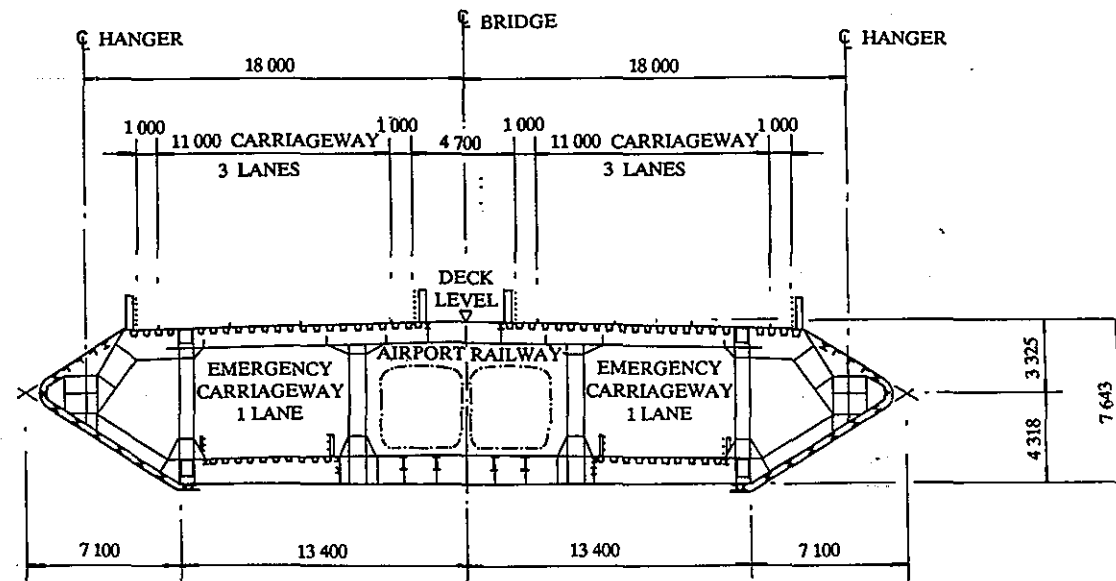 ℄ BRIDGE
℄ HANGER
℄ HANGER
18 000
18 000
1 000
1 000
1 000
1 000
11 000 CARRIAGEWAY
4 700
11 000 CARRIAGEWAY
3 LANES
3 LANES
DECK
LEVEL
AIRPORT RAILWAY
EMERGENCY
CARRIAGEWAY
1 LANE
EMERGENCY
CARRIAGEWAY
1 LANE
3 325
4 318
7 643
7 100
13 400
13 400
7 100